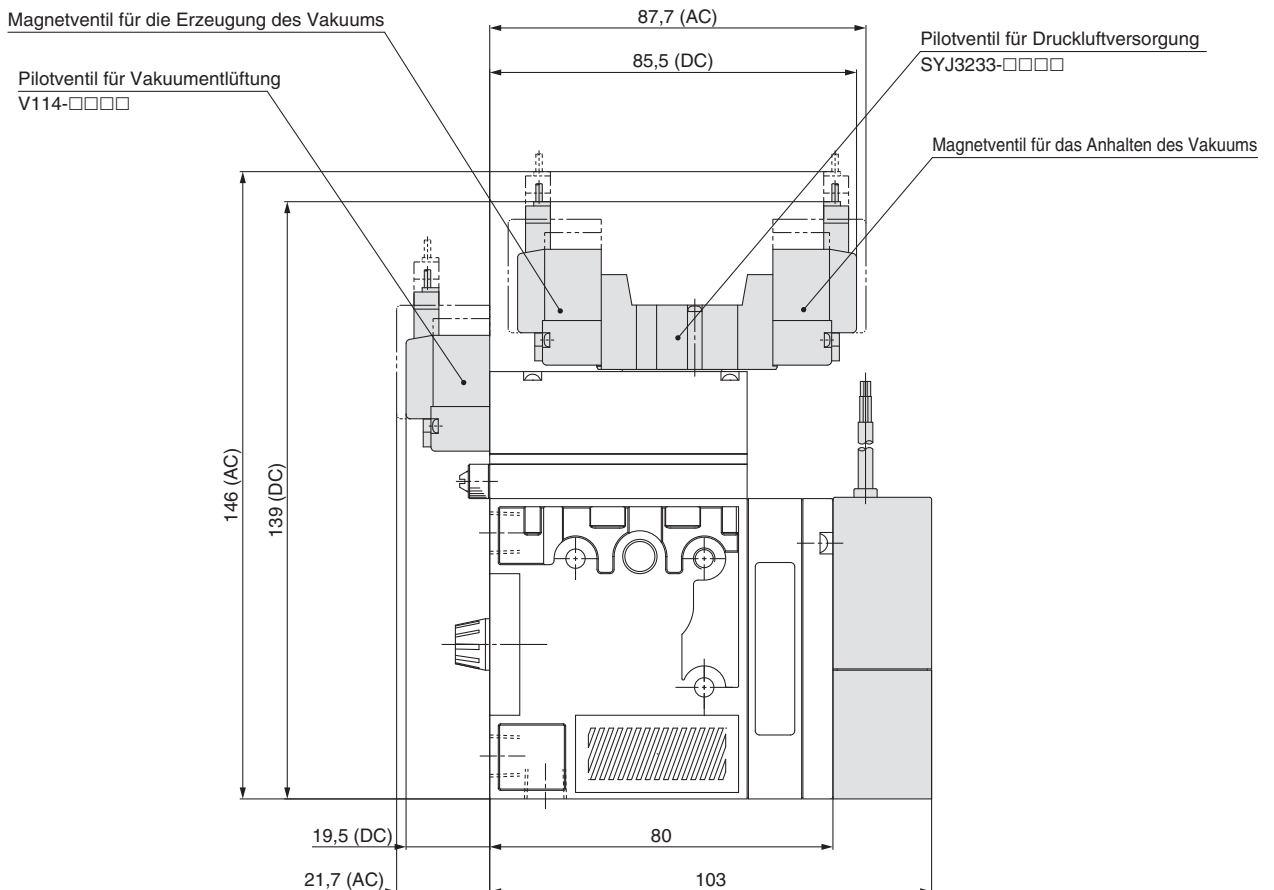 Magnetventil für die Erzeugung des Vakuums
87,7 (AC)
Pilotventil für Druckluftversorgung
SYJ3233-□□□□
85,5 (DC)
Pilotventil für Vakuumentlüftung
V114-□□□□
Magnetventil für das Anhalten des Vakuums
146 (AC)
139 (DC)
19,5 (DC)
80
21,7 (AC)
103